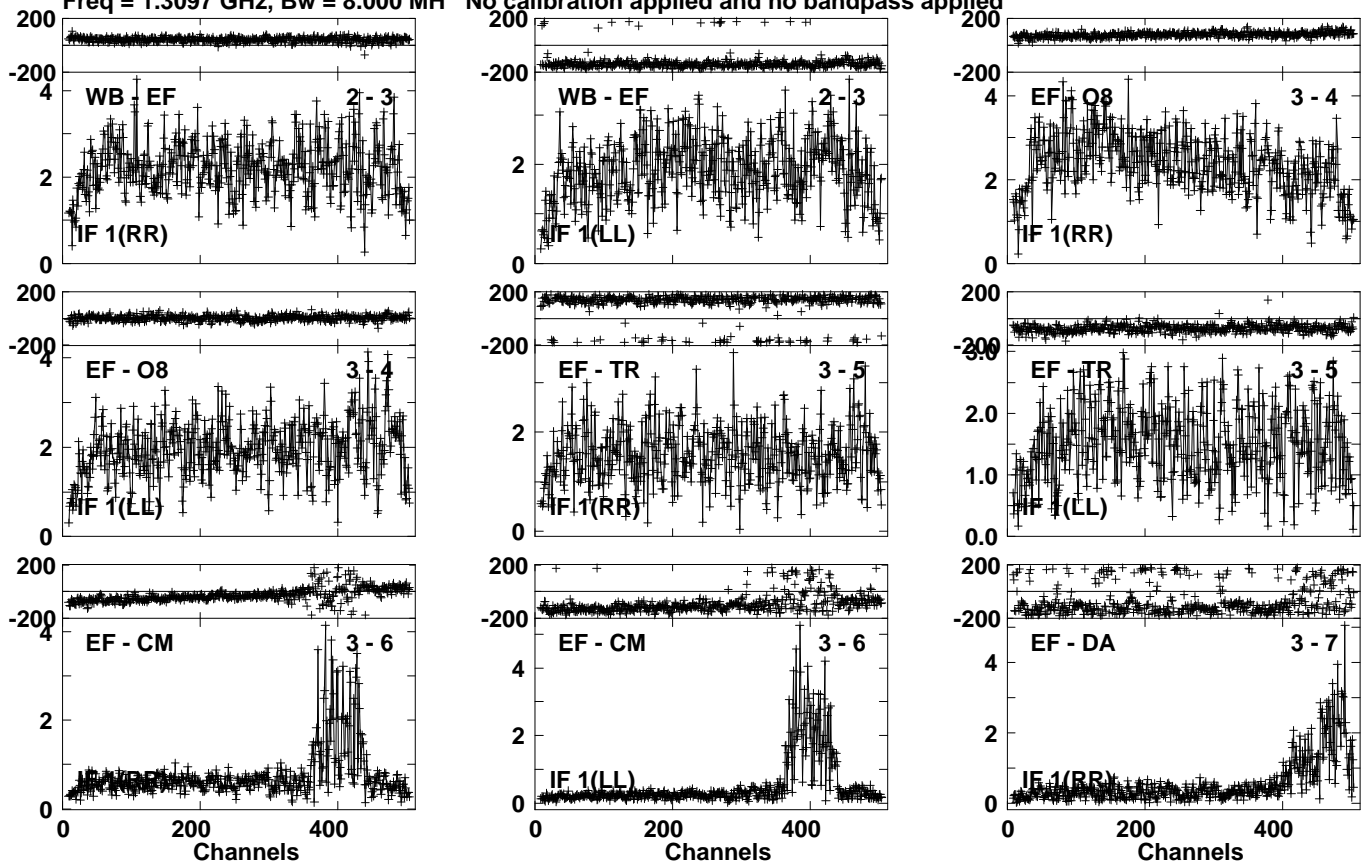 Freq = 1.3097 GHz, Bw = 8.000 MH No calibration applied and no bandpass applied
200
-200
4
2
0
WB - EF
2 - 3
IF 1(RR)
200
-200
2
0
WB - EF
2 - 3
IF 1(LL)
200
-200
4
2
0
EF - O8
3 - 4
IF 1(RR)
200
-200
4
2
0
EF - O8
3 - 4
IF 1(LL)
200
-200
2
0
EF - TR
3 - 5
IF 1(RR)
200
-200
3.0
2.0
1.0
0.0
EF - TR
3 - 5
IF 1(LL)
200
-200
4
2
0
EF - CM
3 - 6
IF 1(RR)
0 200 400
Channels
200
-200
4
2
0
EF - CM
3 - 6
IF 1(LL)
0 200 400
Channels
200
-200
4
2
0
EF - DA
3 - 7
IF 1(RR)
0 200 400
Channels